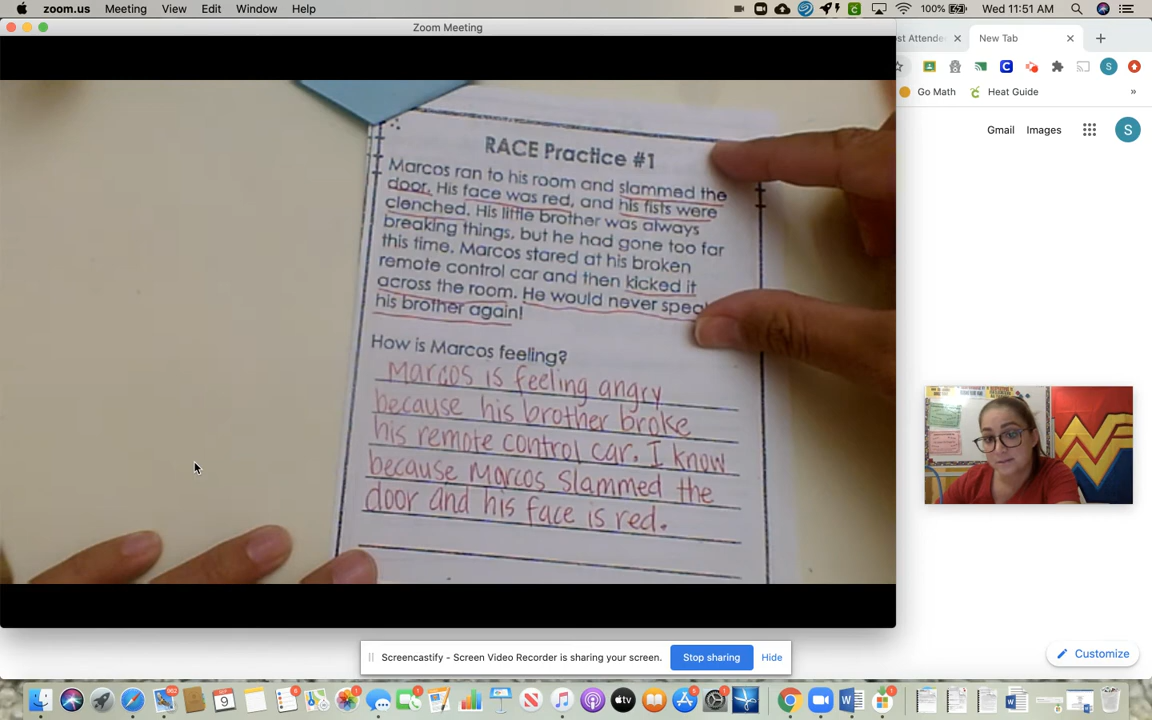 zoom.us Meeting View Edit Window Help
100% Wed 11:51 AM
Zoom Meeting
New Tab
Go Math Heat Guide »
Gmail Images S
RACE Practice #1
Marcos ran to his room and slammed the
door. His face was red, and his fists were
clenched. His little brother was always
breaking things, but he had gone too far
this time. Marcos stared at his broken
remote control car and then kicked it
across the room. He would never
his brother again!
How is Marcos feeling?
Marcos is feeling angry
because his brother broke
his remote control car. I know
because Marcos slammed the
door and his face is red.
Screencastify - Screen Video Recorder is sharing your screen. Stop sharing Hide
Customize